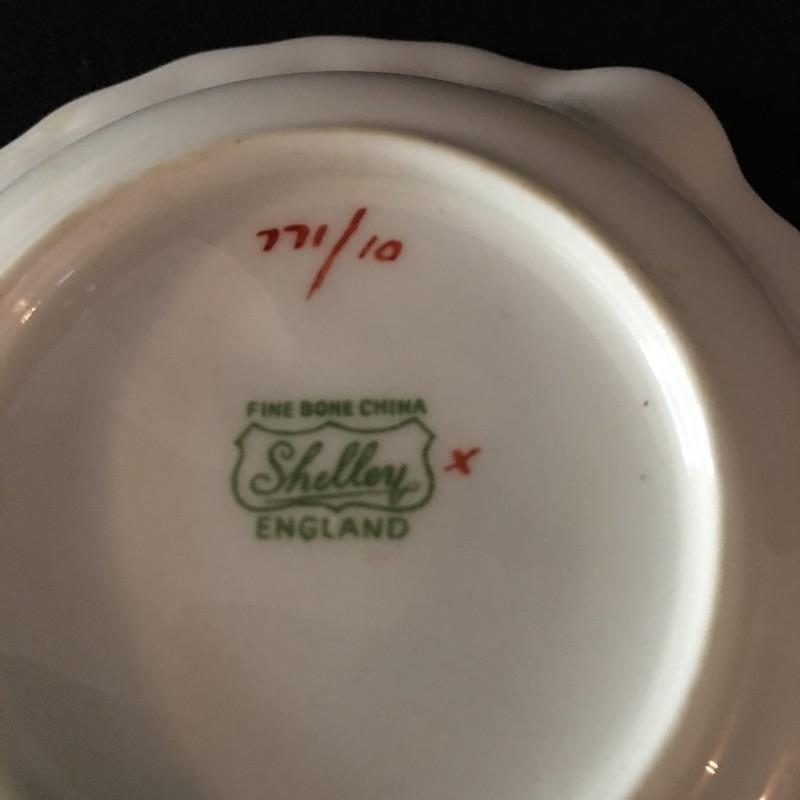 771/10
FINE BONE CHINA
Shelley x
ENGLAND